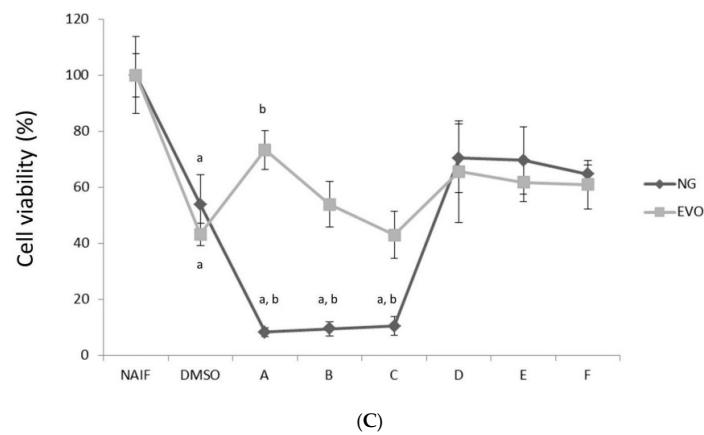 120
100
80
60
40
20
0
Cell viability (%)
b
a
a
a, b
a, b
a, b
NAIF DMSO A B C D E F
NG
EVO
(C)